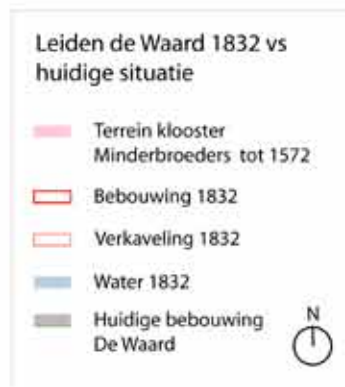 Leiden de Waard 1832 vs
huidige situatie
Terrein klooster
Minderbroeders tot 1572
Bebouwing 1832
Verkaveling 1832
Water 1832
Huidige bebouwing
De Waard
N